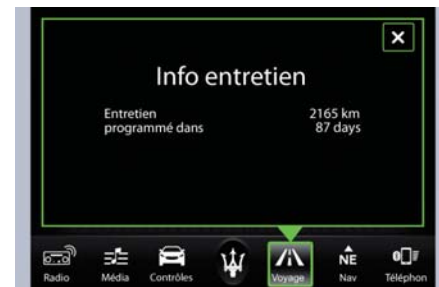 Info entretien
Entretien 2165 km
programmé dans 87 days
NE
Radio Média Contrôles Voyage Nav Téléphon